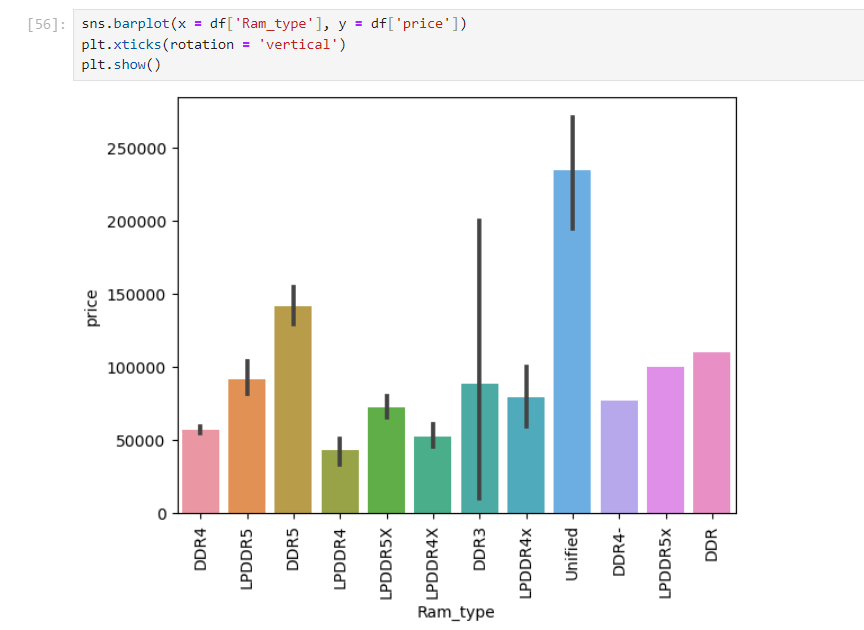 [56]:
sns.barplot(x = df['Ram_type'], y = df['price'])
plt.xticks(rotation = 'vertical')
plt.show()
250000
200000
150000
100000
50000
0
price
DDR4
LPDDR5
DDR5
LPDDR4
LPDDR5X
LPDDR4X
DDR3
LPDDR4x
Unified
DDR4-
LPDDR5x
DDR
Ram_type